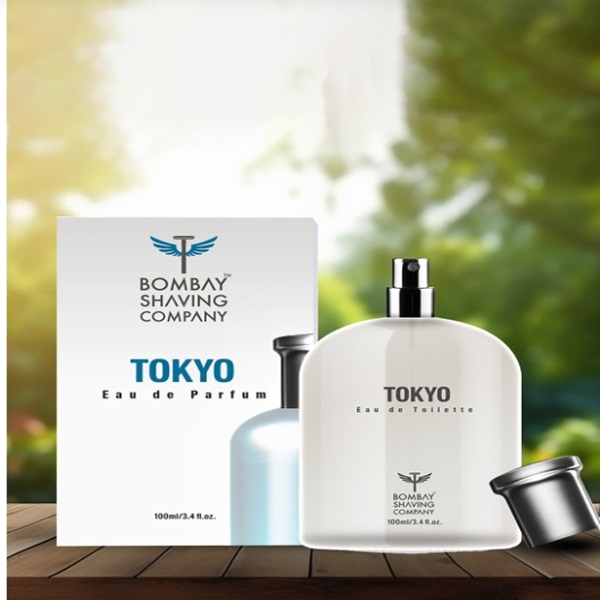 BOMBAY™
SHAVING
COMPANY
TOKYO
Eau de Parfum
100ml/3.4 fl.oz.
TOKYO
Eau de Toilette
BOMBAY
SHAVING
COMPANY
100ml/3.4 fl.oz.